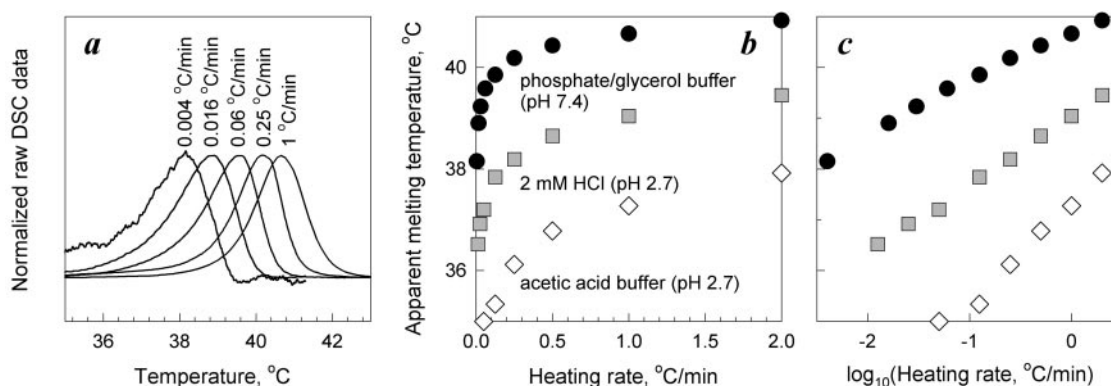 a
Normalized raw DSC data
0.004 °C/min
0.016 °C/min
0.06 °C/min
0.25 °C/min
1 °C/min
36 38 40 42
Temperature, °C
Apparent melting temperature, °C
40
38
36
b
phosphate/glycerol buffer
(pH 7.4)
2 mM HCl (pH 2.7)
acetic acid buffer (pH 2.7)
0.0 0.5 1.0 1.5 2.0
Heating rate, °C/min
c
-2 -1 0
log10(Heating rate, °C/min)